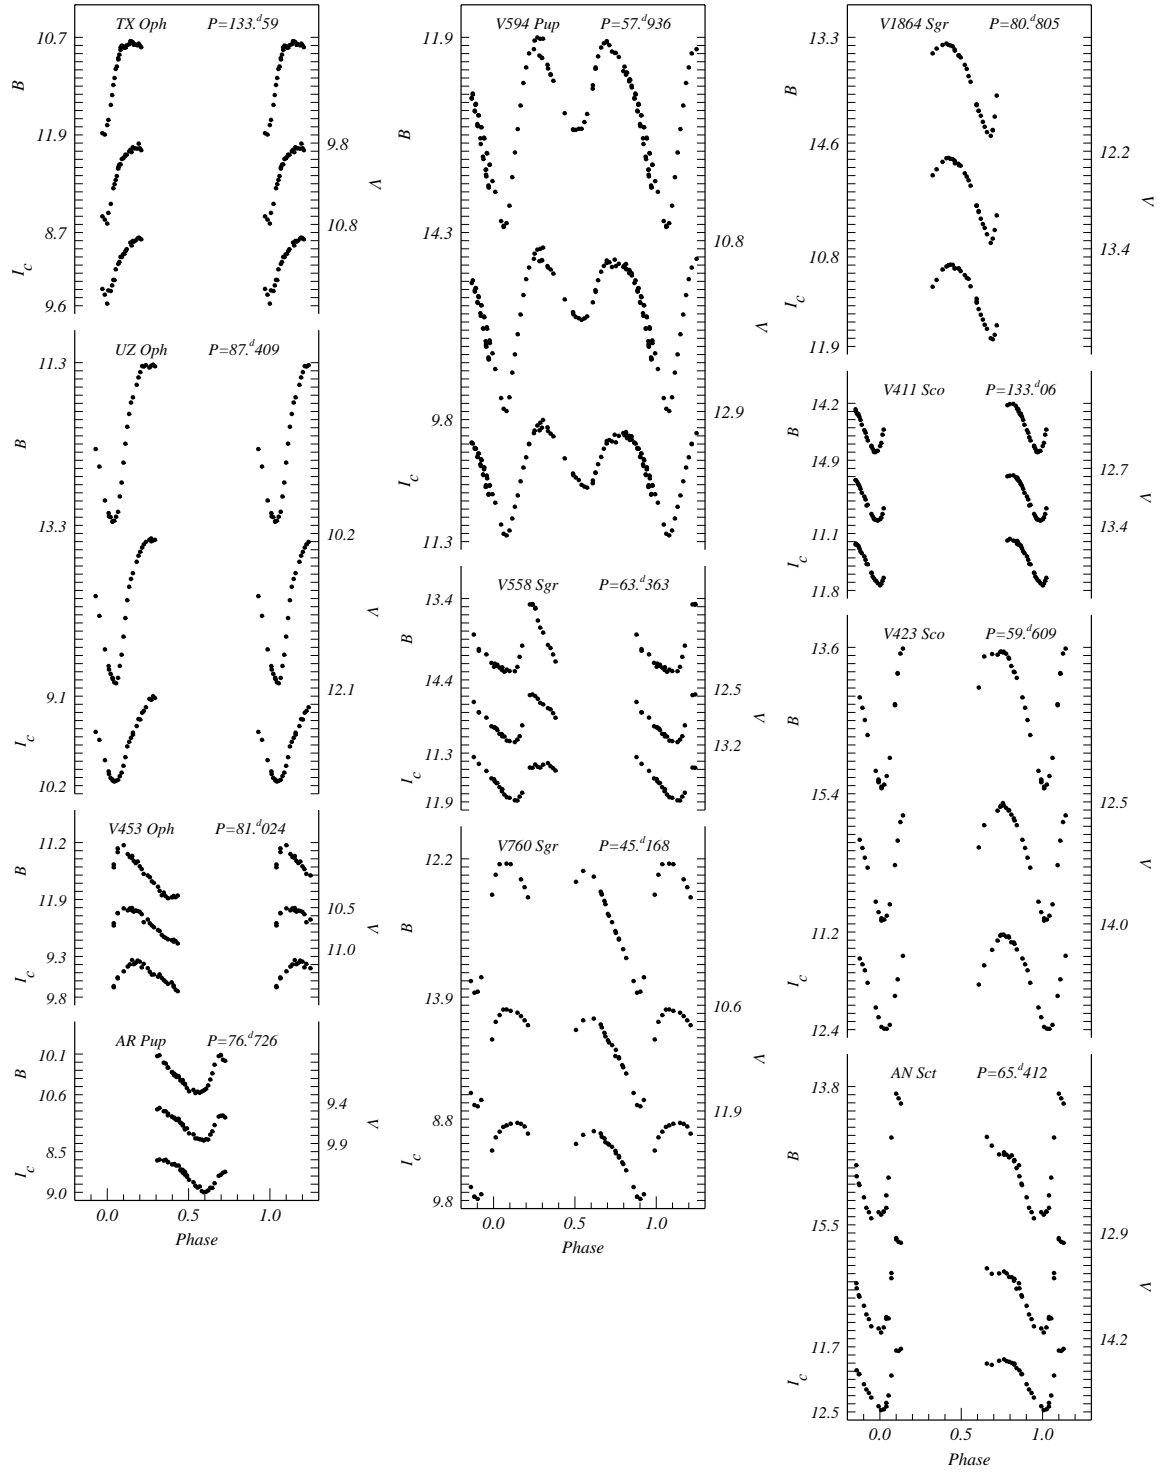 TX Oph P=133.d59
10.7
B
11.9
9.8
V
10.8
8.7
Ic
9.6
UZ Oph P=87.d409
11.3
B
13.3
10.2
V
12.1
9.1
Ic
10.2
V453 Oph P=81.d024
11.2
B
11.9
10.5
V
11.0
9.3
Ic
9.8
AR Pup P=76.d726
10.1
B
10.6
9.4
V
9.9
8.5
Ic
9.0
0.0 0.5 1.0
Phase
V594 Pup P=57.d936
11.9
B
14.3
10.8
V
12.9
9.8
Ic
11.3
V558 Sgr P=63.d363
13.4
B
14.4
12.5
V
13.2
11.3
Ic
11.9
V760 Sgr P=45.d168
12.2
B
13.9
10.6
V
11.9
8.8
Ic
9.8
0.0 0.5 1.0
Phase
V1864 Sgr P=80.d805
13.3
B
14.6
12.2
V
13.4
10.8
Ic
11.9
V411 Sco P=133.d06
14.2
B
14.9
12.7
V
13.4
11.1
Ic
11.8
V423 Sco P=59.d609
13.6
B
15.4
12.5
V
14.0
11.2
Ic
12.4
AN Sct P=65.d412
13.8
B
15.5
12.9
V
14.2
11.7
Ic
12.5
0.0 0.5 1.0
Phase